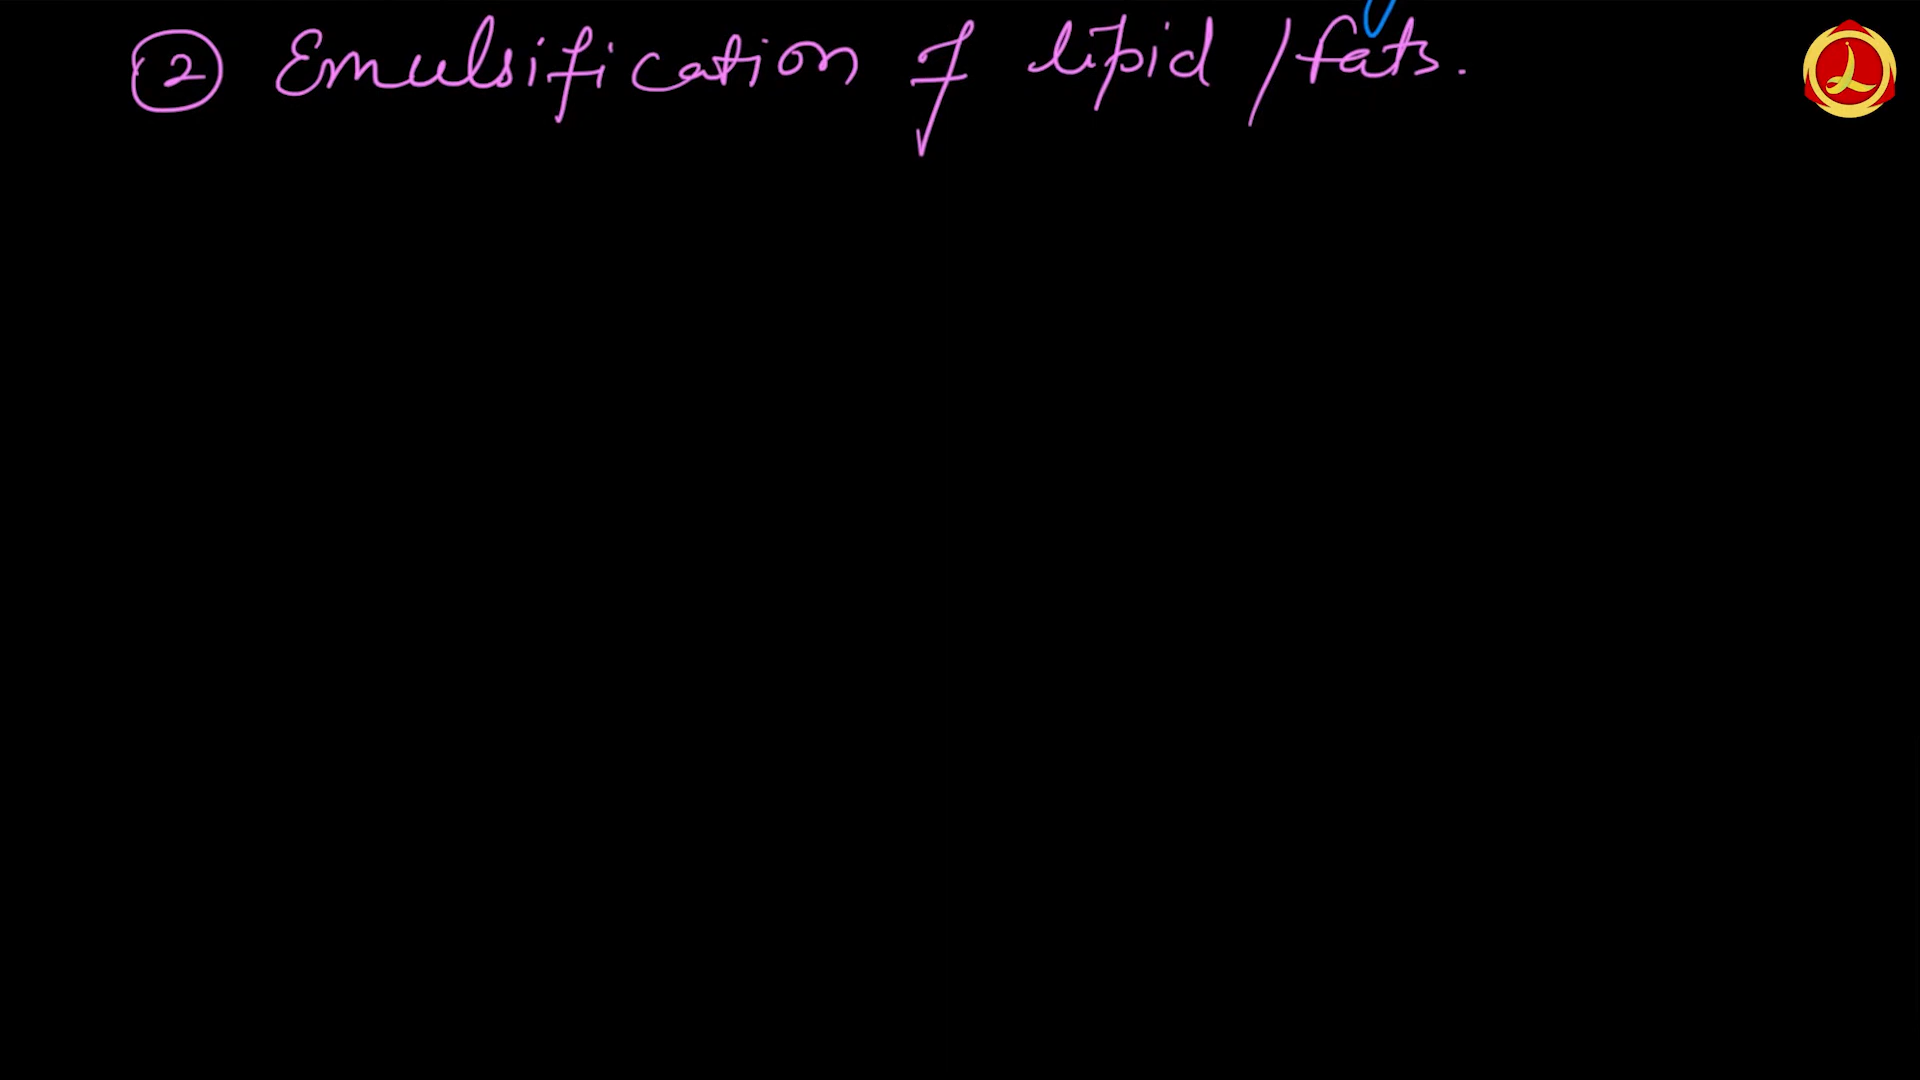 ② Emulsification of lipid / fats.